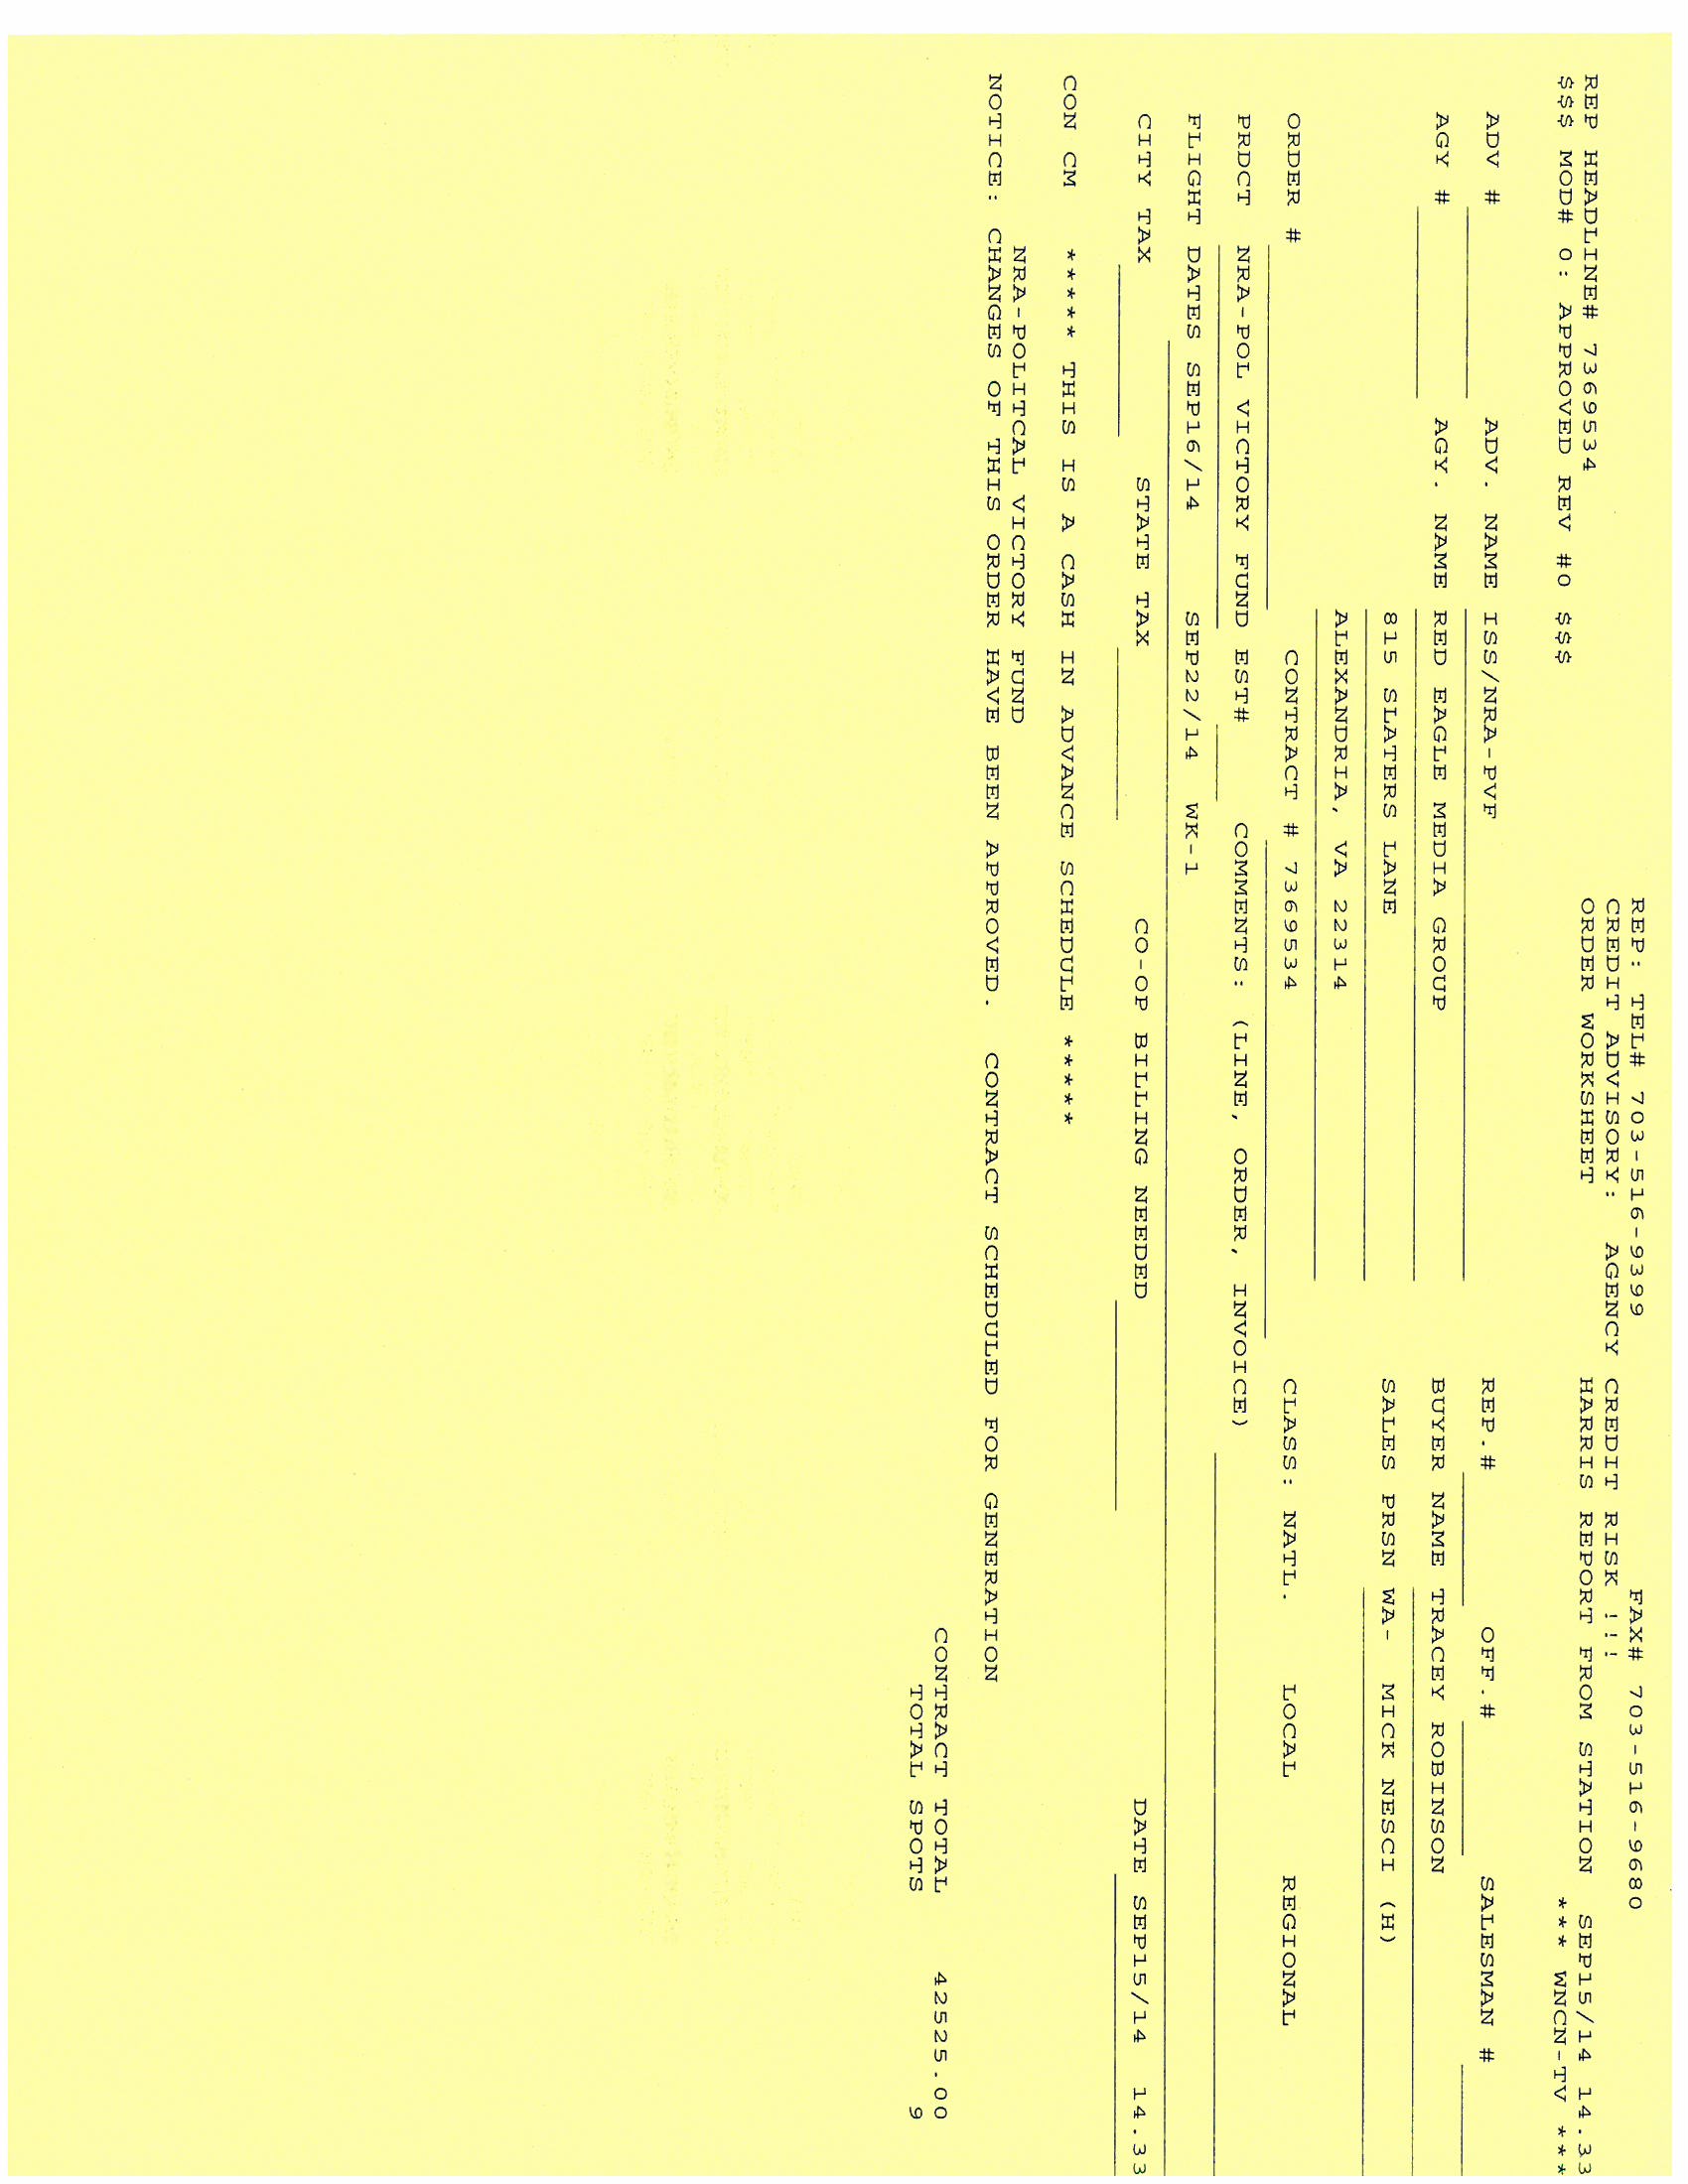 REP: TEL# 703-516-9399 FAX# 703-516-9680
CREDIT ADVISORY: AGENCY CREDIT RISK !!!
REP HEADLINE# 7369534 ORDER WORKSHEET HARRIS REPORT FROM STATION SEP15/14 14.33
$$$ MOD# 0: APPROVED REV #0 $$$ *** WNCN-TV ***
ADV # ADV. NAME ISS/NRA-PVF REP.# OFF.# SALESMAN #
AGY # AGY. NAME RED EAGLE MEDIA GROUP BUYER NAME TRACEY ROBINSON
815 SLATERS LANE SALES PRSN WA- MICK NESCI (H)
ALEXANDRIA, VA 22314
ORDER # CONTRACT # 7369534 CLASS: NATL. LOCAL REGIONAL
PRDCT NRA-POL VICTORY FUND EST# COMMENTS: (LINE, ORDER, INVOICE)
FLIGHT DATES SEP16/14 SEP22/14 WK-1
CITY TAX STATE TAX CO-OP BILLING NEEDED DATE SEP15/14 14.33
CON CM ***** THIS IS A CASH IN ADVANCE SCHEDULE *****
NRA-POLITCAL VICTORY FUND
NOTICE: CHANGES OF THIS ORDER HAVE BEEN APPROVED. CONTRACT SCHEDULED FOR GENERATION
CONTRACT TOTAL 42525.00
TOTAL SPOTS 9